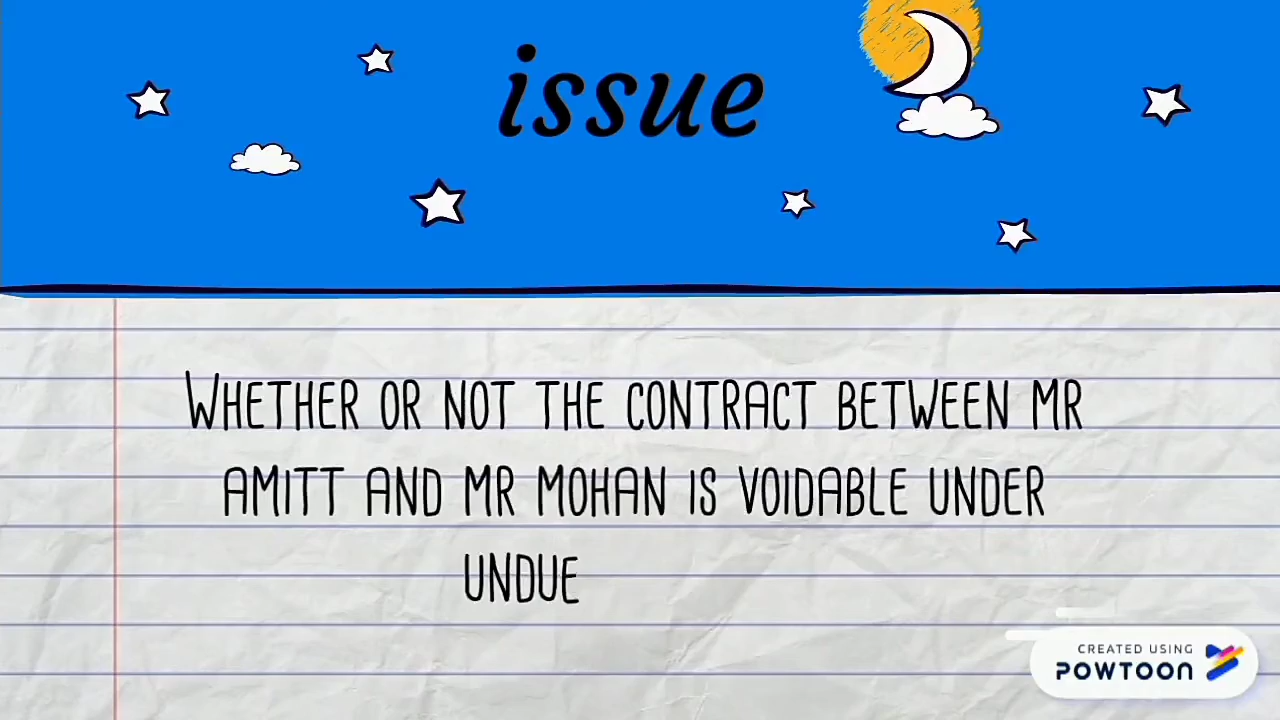 issue
WHETHER OR NOT THE CONTRACT BETWEEN MR
AMITT AND MR MOHAN IS VOIDABLE UNDER
UNDUE
CREATED USING
POWTOON